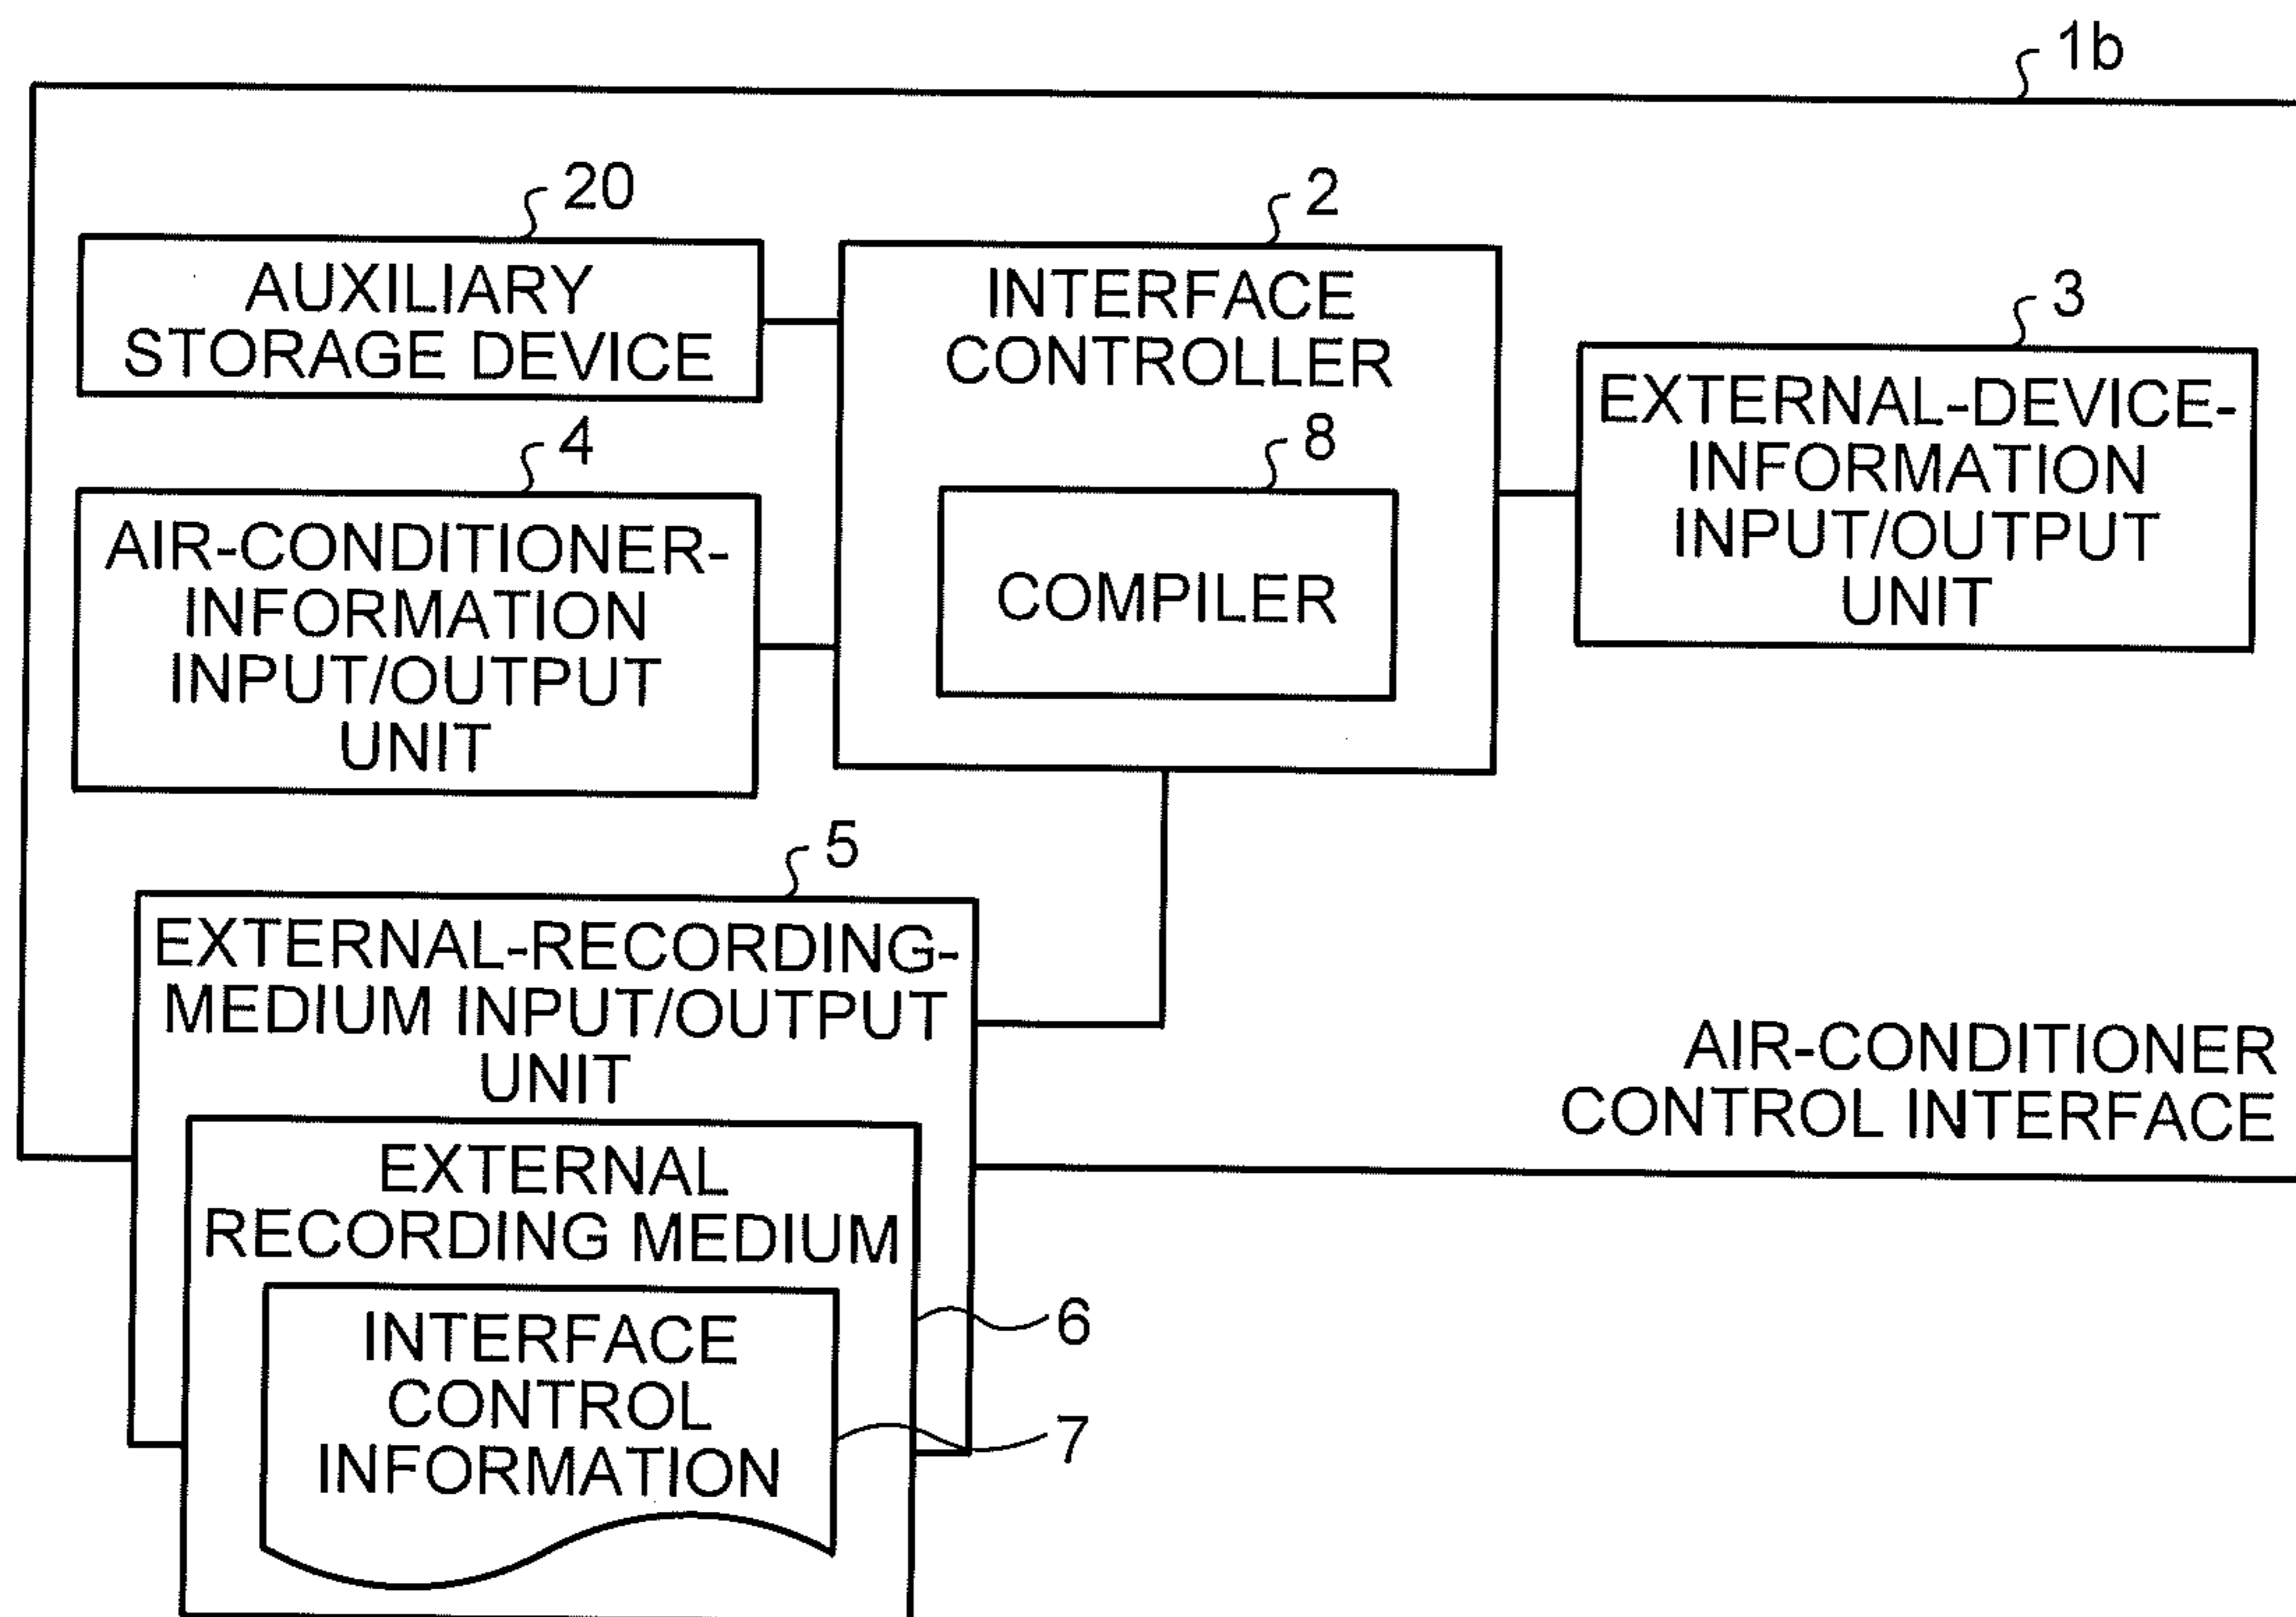 1b
20
AUXILIARY
STORAGE DEVICE
2
INTERFACE
CONTROLLER
3
EXTERNAL-DEVICE-
INFORMATION
INPUT/OUTPUT
UNIT
4
AIR-CONDITIONER-
INFORMATION
INPUT/OUTPUT
UNIT
8
COMPILER
5
EXTERNAL-RECORDING-
MEDIUM INPUT/OUTPUT
UNIT
AIR-CONDITIONER
CONTROL INTERFACE
EXTERNAL
RECORDING MEDIUM
6
INTERFACE
CONTROL
INFORMATION
7